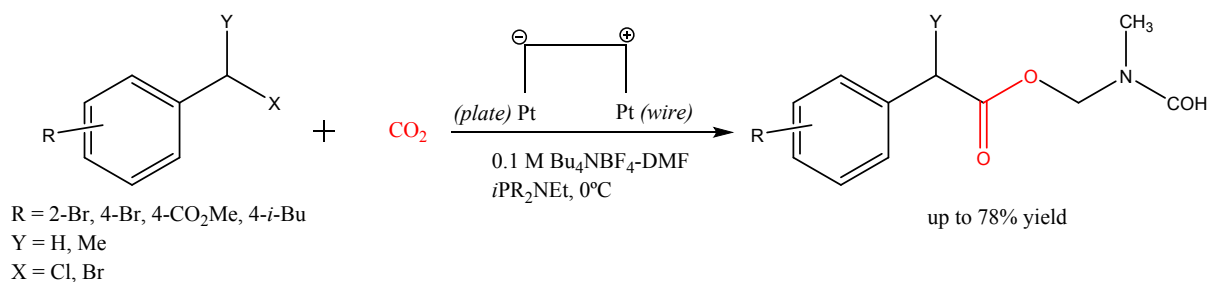 Y
X
R
+
CO₂
⊖ ⊕
(plate) Pt Pt (wire)
0.1 M Bu₄NBF₄-DMF
iPR₂NEt, 0ºC
Y
CH₃
O
N
COH
R
O
R = 2-Br, 4-Br, 4-CO₂Me, 4-i-Bu
Y = H, Me
X = Cl, Br
up to 78% yield